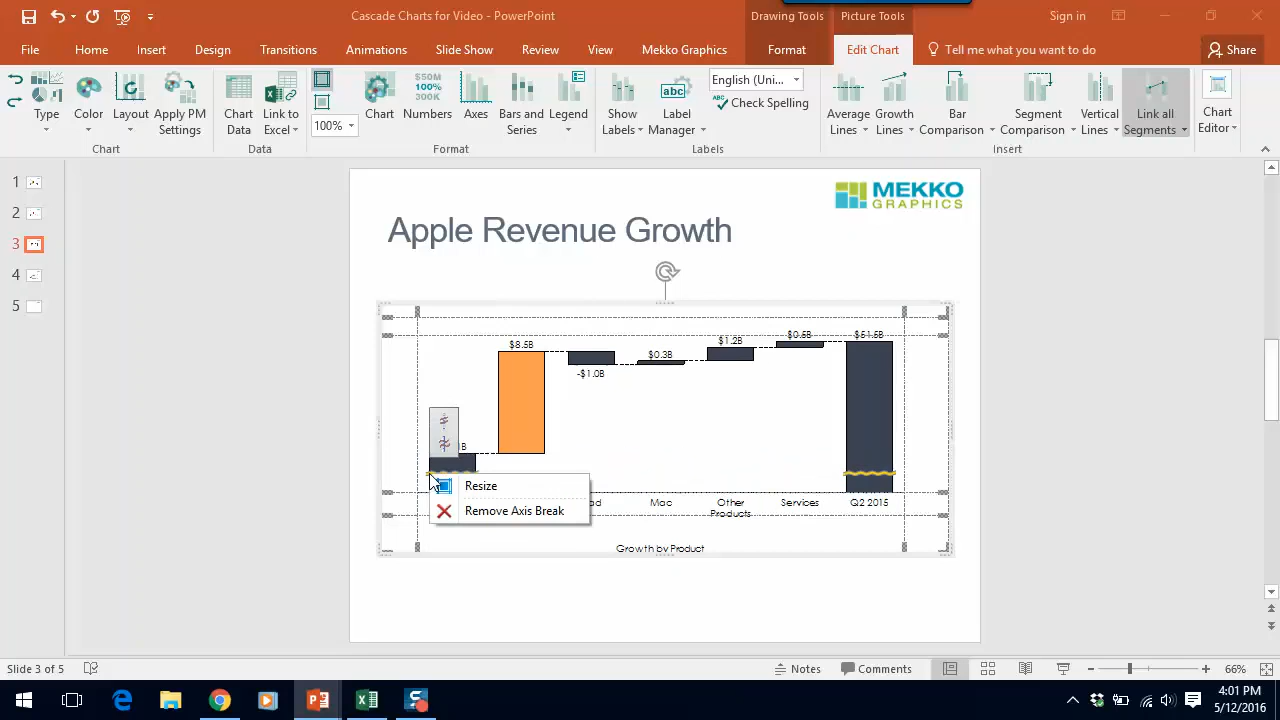 Cascade Charts for Video - PowerPoint
Drawing Tools
Picture Tools
Sign in
File
Home
Insert
Design
Transitions
Animations
Slide Show
Review
View
Mekko Graphics
Format
Edit Chart
Tell me what you want to do
Share
Type
Color
Layout
Apply PM
Settings
Chart
Chart
Data
Link to
Excel
Data
100%
Chart
$50M
100%
300K
Numbers
Axes
Bars and
Series
Legend
Format
Show
Labels
abc
Label
Manager
English (Uni...
ABC
Check Spelling
Labels
Average
Lines
Growth
Lines
Bar
Comparison
Segment
Comparison
Vertical
Lines
Link all
Segments
Insert
Chart
Editor
1
2
3
4
5
MEKKO
GRAPHICS
Apple Revenue Growth
$8.5B
-$1.0B
$0.3B
$1.2B
$0.5B
$51.5B
Resize
Remove Axis Break
Mac
Other
Products
Services
Q2 2015
Growth by Product
Slide 3 of 5
Notes
Comments
66%
4:01 PM
5/12/2016